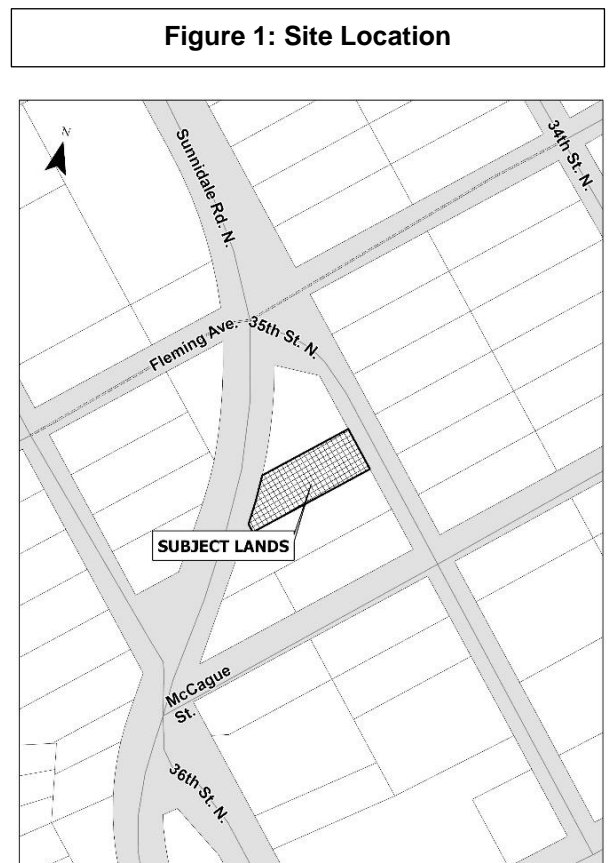 Figure 1: Site Location
N
34th St. N.
Sunnidale Rd. N.
Fleming Ave.
35th St. N.
SUBJECT LANDS
McCague
St.
36th St. N.